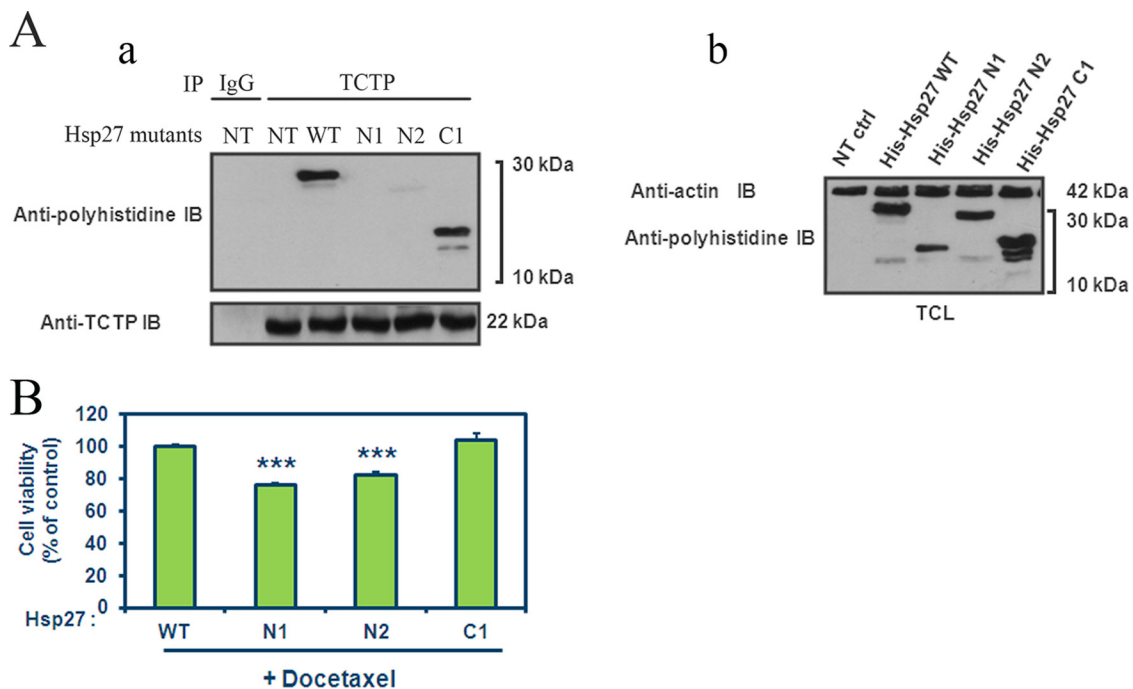 A
a
IP IgG TCTP
Hsp27 mutants NT NT WT N1 N2 C1
Anti-polyhistidine IB
30 kDa
10 kDa
Anti-TCTP IB
22 kDa
b
NT ctrl
His-Hsp27 WT
His-Hsp27 N1
His-Hsp27 N2
His-Hsp27 C1
Anti-actin IB
42 kDa
30 kDa
Anti-polyhistidine IB
10 kDa
TCL
B
Cell viability
(% of control)
120
100
80
60
40
20
0
*** ***
Hsp27 :
WT N1 N2 C1
+ Docetaxel